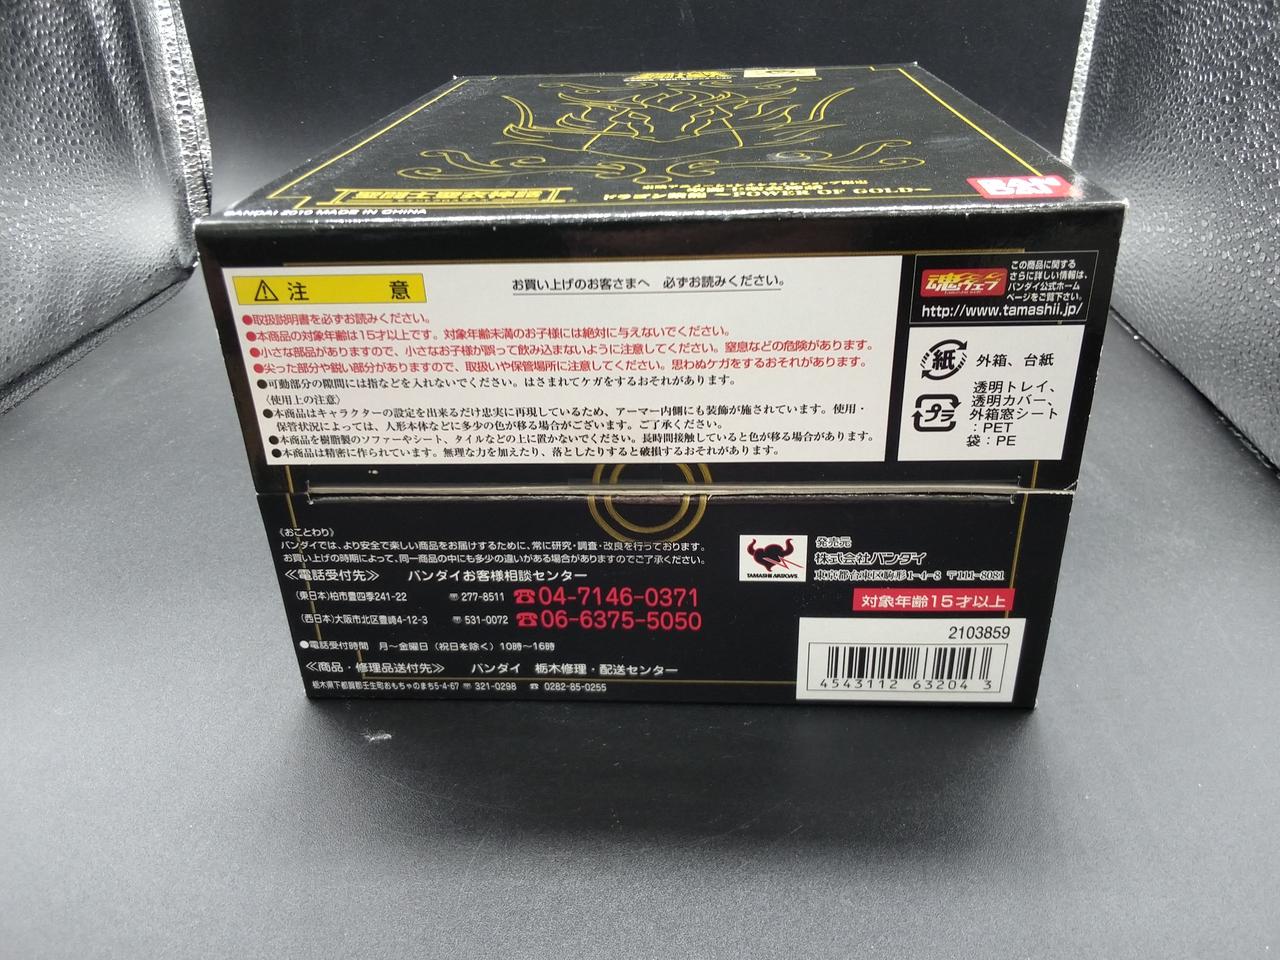 聖闘士聖衣神話
ドラゴン紫龍 ～POWER OF GOLD～
BAN
DAI
BANDAI 2010 MADE IN CHINA
注 意
お買い上げのお客さまへ 必ずお読みください。
●取扱説明書を必ずお読みください。
●本商品の対象年齢は15才以上です。対象年齢未満のお子様には絶対に与えないでください。
●小さな部品がありますので、小さなお子様が誤って飲み込まないように注意してください。窒息などの危険があります。
●尖った部分や鋭い部分がありますので、取扱いや保管場所に注意してください。思わぬケガをするおそれがあります。
●可動部分の隙間には指などを入れないでください。はさまれてケガをするおそれがあります。
〈使用上の注意〉
●本商品はキャラクターの設定を出来るだけ忠実に再現しているため、アーマー内側にも装飾が施されています。使用・
保管状況によっては、人形本体などに多少の色が移る場合がございます。ご了承ください。
●本商品を樹脂製のソファーやシート、タイルなどの上に置かないでください。長時間接触していると色が移る場合があります。
●本商品は精密に作られています。無理な力を加えたり、落としたりすると破損するおそれがあります。
魂ウェブ
この商品に関する
さらに詳しい情報は、
バンダイ公式ホーム
ページをご覧下さい。
http://www.tamashii.jp/
紙
外箱、台紙
プラ
透明トレイ、
透明カバー、
外箱窓シート
：PET
袋：PE
《おことわり》
バンダイでは、より安全で楽しい商品をお届けするために、常に研究・調査・改良を行っております。
お買い上げの時期によって、同一商品の中にも多少の違いがある場合がありますのでご了承ください。
≪電話受付先≫ バンダイお客様相談センター
（東日本）柏市豊四季241-22 〒277-8511 ☎04-7146-0371
（西日本）大阪市北区豊崎4-12-3 〒531-0072 ☎06-6375-5050
●電話受付時間 月〜金曜日（祝日を除く）10時〜16時
≪商品・修理品送付先≫ バンダイ 栃木修理・配送センター
栃木県下都賀郡壬生町おもちゃのまち5-4-67 〒321-0298 ☎ 0282-85-0255
TAMASHII NATIONS
発売元
株式会社バンダイ
東京都台東区駒形1-4-8 〒111-8081
対象年齢15才以上
2103859
4543112 63204 3